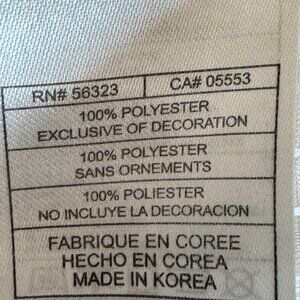 RN# 56323 CA# 05553
100% POLYESTER
EXCLUSIVE OF DECORATION
100% POLYESTER
SANS ORNEMENTS
100% POLIESTER
NO INCLUYE LA DECORACION
FABRIQUE EN COREE
HECHO EN COREA
MADE IN KOREA